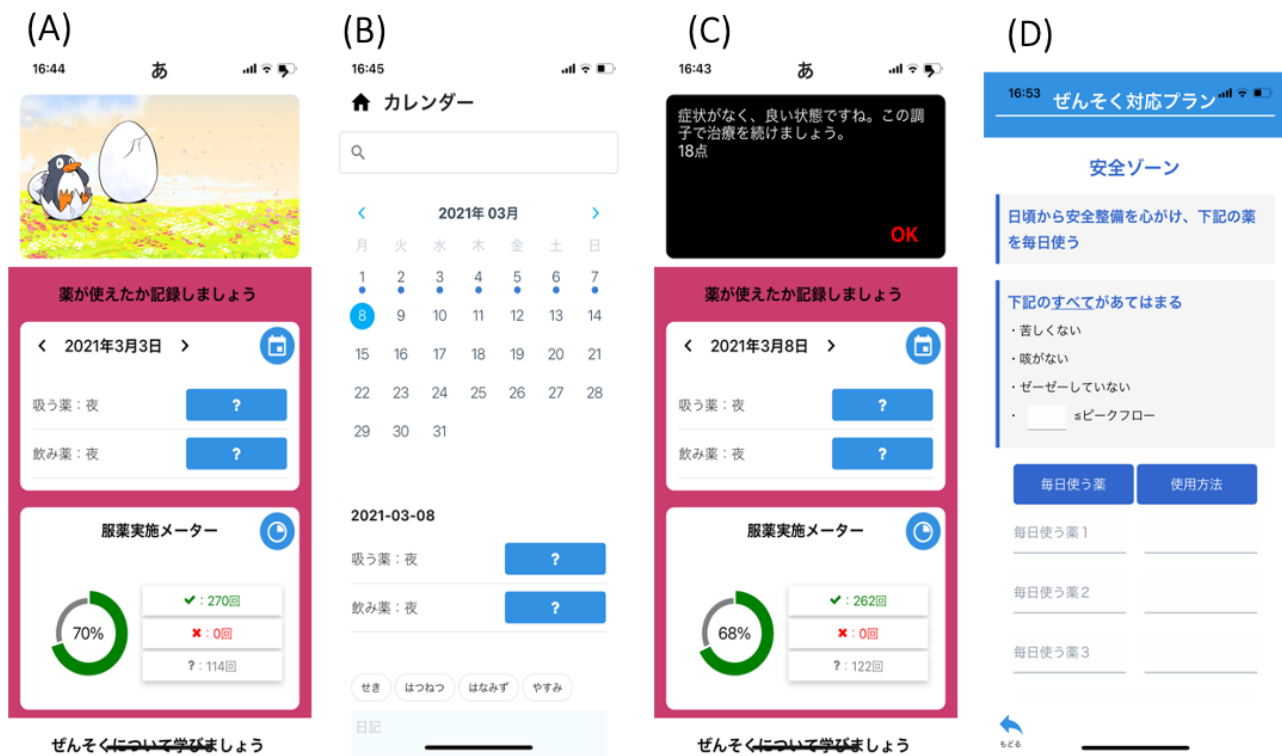 (A)
16:44
あ
薬が使えたか記録しましょう
2021年3月3日
吸う薬：夜
?
飲み薬：夜
?
服薬実施メーター
70%
✔：270回
✖：0回
?：114回
ぜんそくについて学びましょう
(B)
16:45
カレンダー
2021年 03月
月 火 水 木 金 土 日
1 2 3 4 5 6 7
8 9 10 11 12 13 14
15 16 17 18 19 20 21
22 23 24 25 26 27 28
29 30 31
2021-03-08
吸う薬：夜
?
飲み薬：夜
?
せき はつねつ はなみず やすみ
日記
(C)
16:43
あ
症状がなく、良い状態ですね。この調
子で治療を続けましょう。
18点
OK
薬が使えたか記録しましょう
2021年3月8日
吸う薬：夜
?
飲み薬：夜
?
服薬実施メーター
68%
✔：262回
✖：0回
?：122回
ぜんそくについて学びましょう
(D)
16:53
ぜんそく対応プラン
安全ゾーン
日頃から安全整備を心がけ、下記の薬
を毎日使う
下記のすべてがあてはまる
・苦しくない
・咳がない
・ゼーゼーしていない
・ ≦ピークフロー
毎日使う薬 使用方法
毎日使う薬1
毎日使う薬2
毎日使う薬3
もどる